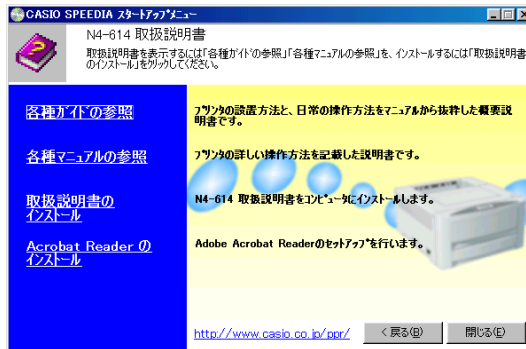 CASIO SPEEDIA ｽﾀｰﾄｱｯﾌﾟﾒﾆｭｰ
N4-614 取扱説明書
取扱説明書を表示するには｢各種ｶﾞｲﾄﾞの参照｣｢各種ﾏﾆｭｱﾙの参照｣を、ｲﾝｽﾄｰﾙするには｢取扱説明書
のｲﾝｽﾄｰﾙ｣をｸﾘｯｸしてください。
各種ｶﾞｲﾄﾞの参照
ﾌﾟﾘﾝﾀの設置方法と、日常の操作方法をﾏﾆｭｱﾙから抜粋した概要説
明書です。
各種ﾏﾆｭｱﾙの参照
ﾌﾟﾘﾝﾀの詳しい操作方法を記載した説明書です。
取扱説明書の
ｲﾝｽﾄｰﾙ
N4-614 取扱説明書をｺﾝﾋﾟｭｰﾀにｲﾝｽﾄｰﾙします。
Acrobat Reader の
ｲﾝｽﾄｰﾙ
Adobe Acrobat Readerのｾｯﾄｱｯﾌﾟを行います。
http://www.casio.co.jp/ppr/ < 戻る(B) 閉じる(E)